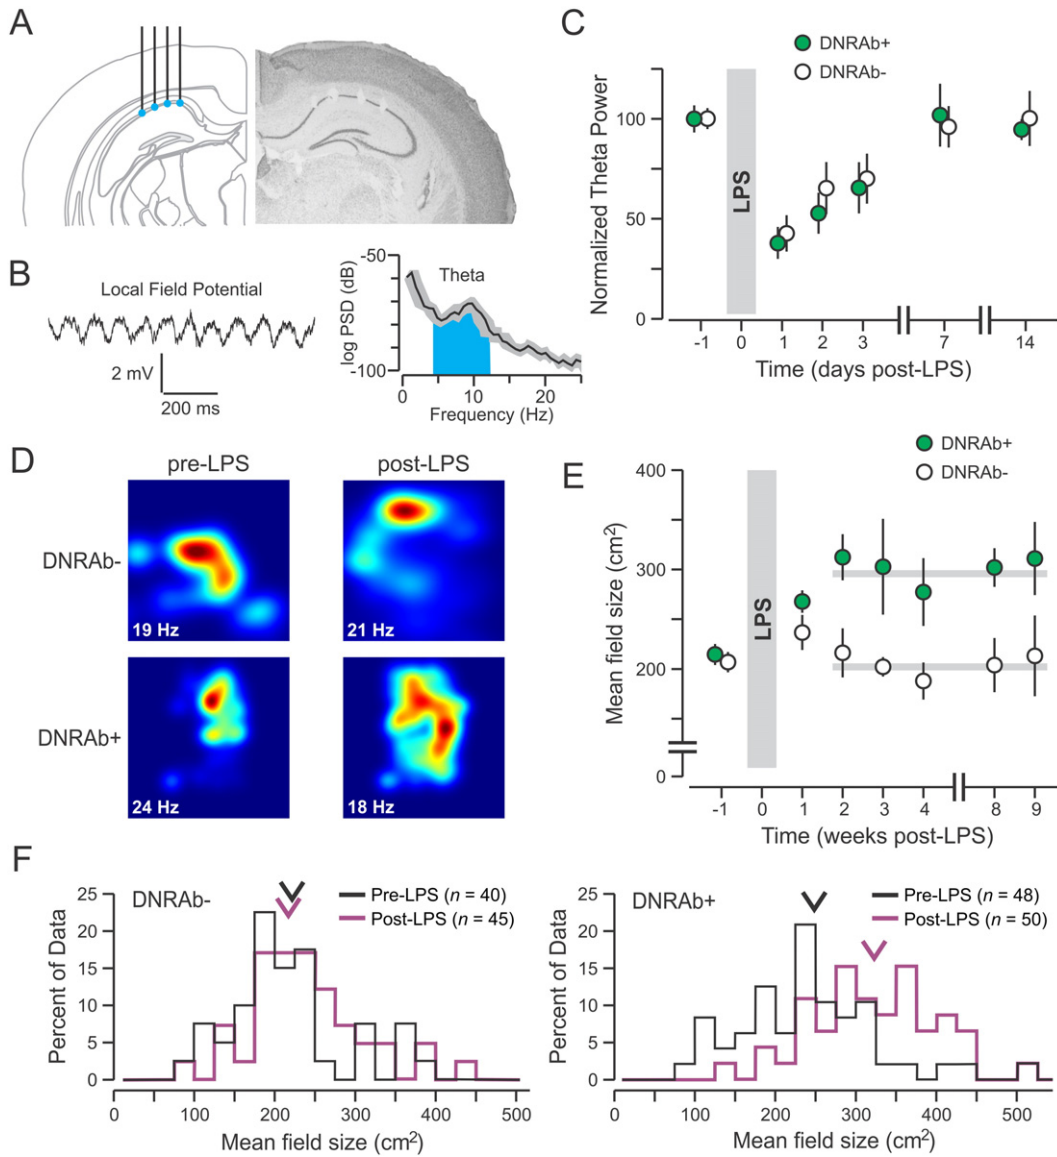 A
B
Local Field Potential
2 mV
200 ms
-50
log PSD (dB)
-100
Theta
0 10 20
Frequency (Hz)
C
DNRAb+
DNRAb-
Normalized Theta Power
100
50
0
LPS
-1 0 1 2 3 7 14
Time (days post-LPS)
D
pre-LPS post-LPS
DNRAb-
19 Hz 21 Hz
DNRAb+
24 Hz 18 Hz
E
DNRAb+
DNRAb-
Mean field size (cm²)
400
300
200
0
LPS
-1 0 1 2 3 4 8 9
Time (weeks post-LPS)
F
DNRAb-
Pre-LPS (n = 40)
Post-LPS (n = 45)
Percent of Data
25
20
15
10
5
0
0 100 200 300 400 500
Mean field size (cm²)
DNRAb+
Pre-LPS (n = 48)
Post-LPS (n = 50)
Percent of Data
25
20
15
10
5
0
0 100 200 300 400 500
Mean field size (cm²)